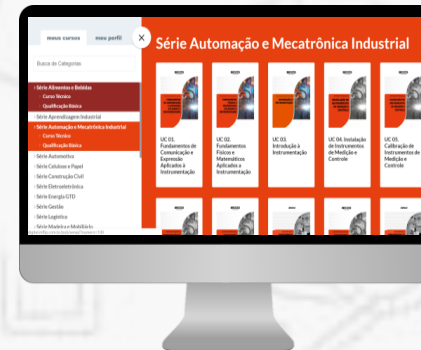 meus cursos
meu perfil
X
Busca de Categorias
Série Alimentos e Bebidas
Curso Técnico
Qualificação Básica
Série Aprendizagem Industrial
Série Automação e Mecatrônica Industrial
Curso Técnico
Qualificação Básica
Série Automotiva
Série Celulose e Papel
Série Construção Civil
Série Eletroeletrônica
Série Energia GTD
Série Gestão
Série Logística
Série Madeira e Mobiliário
Série Automação e Mecatrônica Industrial
UC 01.
Fundamentos de
Comunicação e
Expressão
Aplicados à
Instrumentação
UC 02.
Fundamentos
Físicos e
Matemáticos
Aplicados a
Instrumentação
UC 03.
Introdução à
Instrumentação
UC 04. Instalação
de Instrumentos
de Medição e
Controle
UC 05.
Calibração de
Instrumentos de
Medição e
Controle